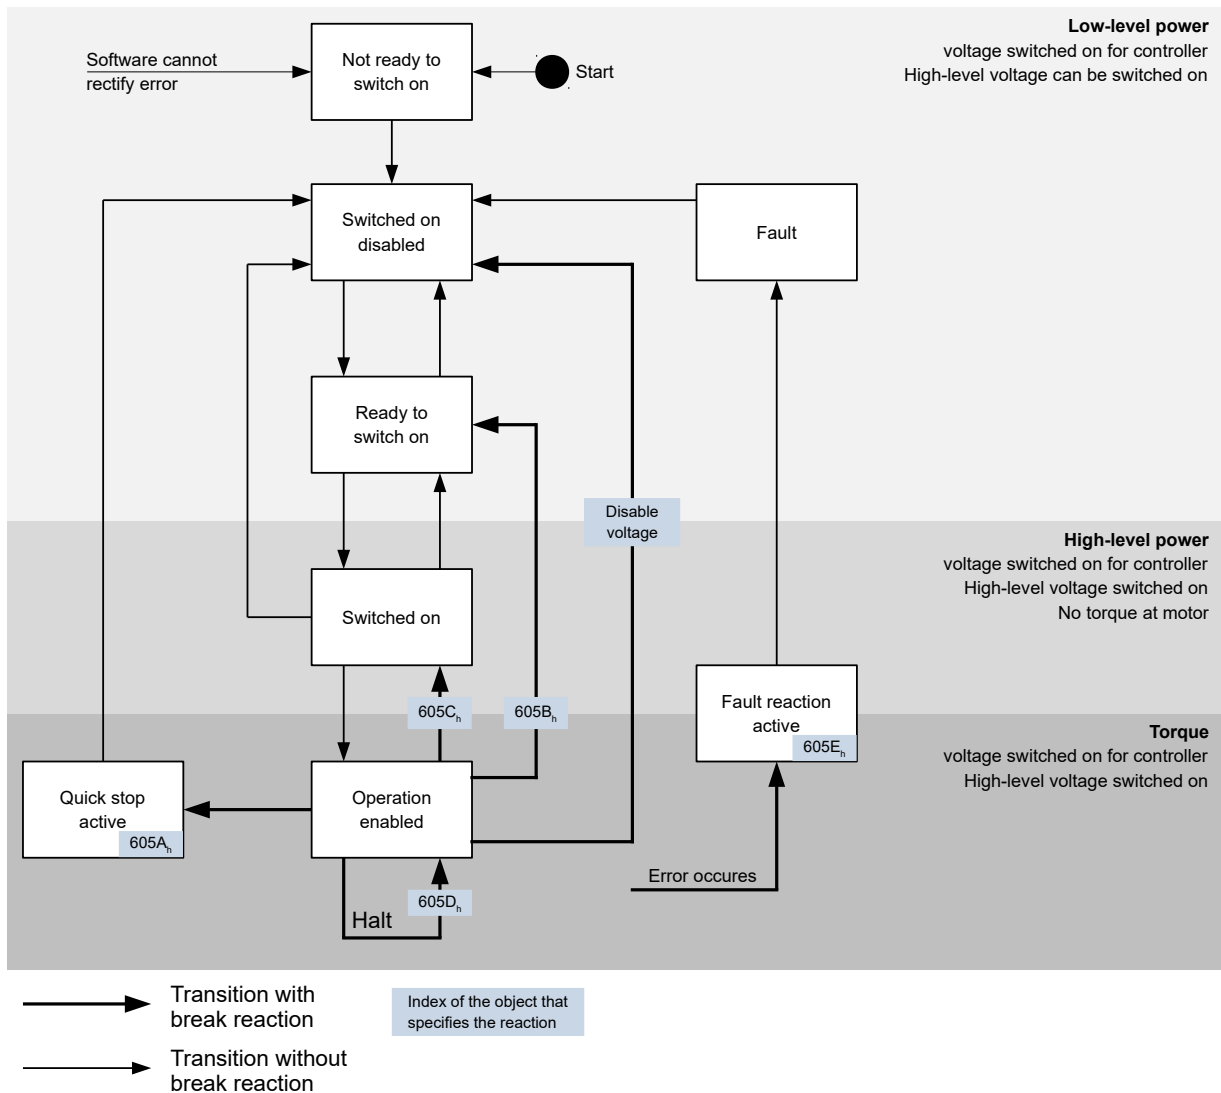 Low-level power
voltage switched on for controller
High-level voltage can be switched on
Software cannot
rectify error
Not ready to
switch on
Start
Switched on
disabled
Fault
Ready to
switch on
Disable
voltage
High-level power
voltage switched on for controller
High-level voltage switched on
No torque at motor
Switched on
605Ch
605Bh
Fault reaction
active
605Eh
Torque
voltage switched on for controller
High-level voltage switched on
Quick stop
active
605Ah
Operation
enabled
Error occures
605Dh
Halt
Transition with
break reaction
Index of the object that
specifies the reaction
Transition without
break reaction